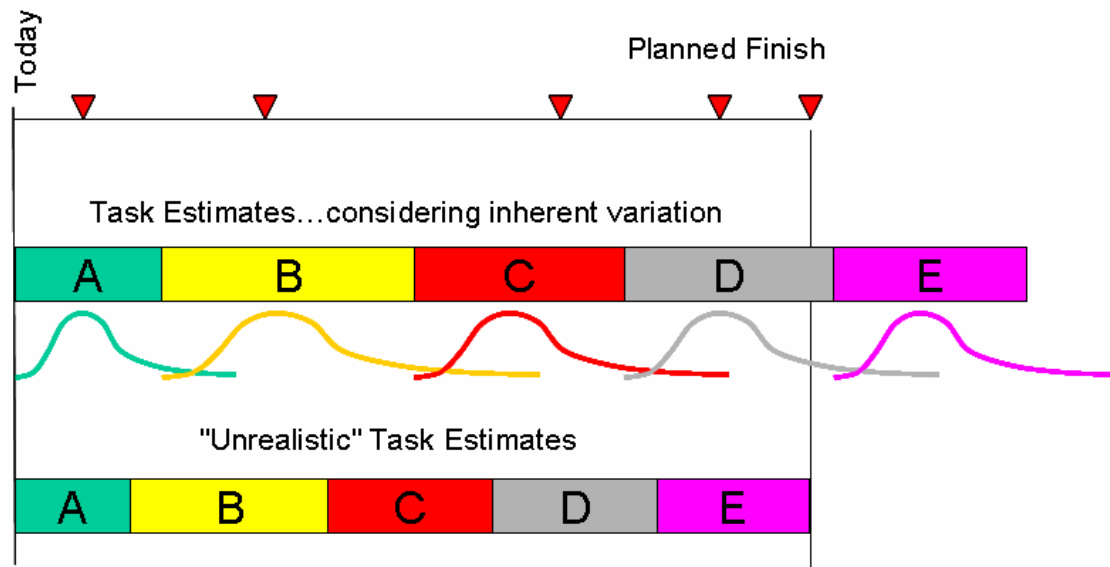 Today
Planned Finish
Task Estimates...considering inherent variation
A B C D E
"Unrealistic" Task Estimates
A B C D E